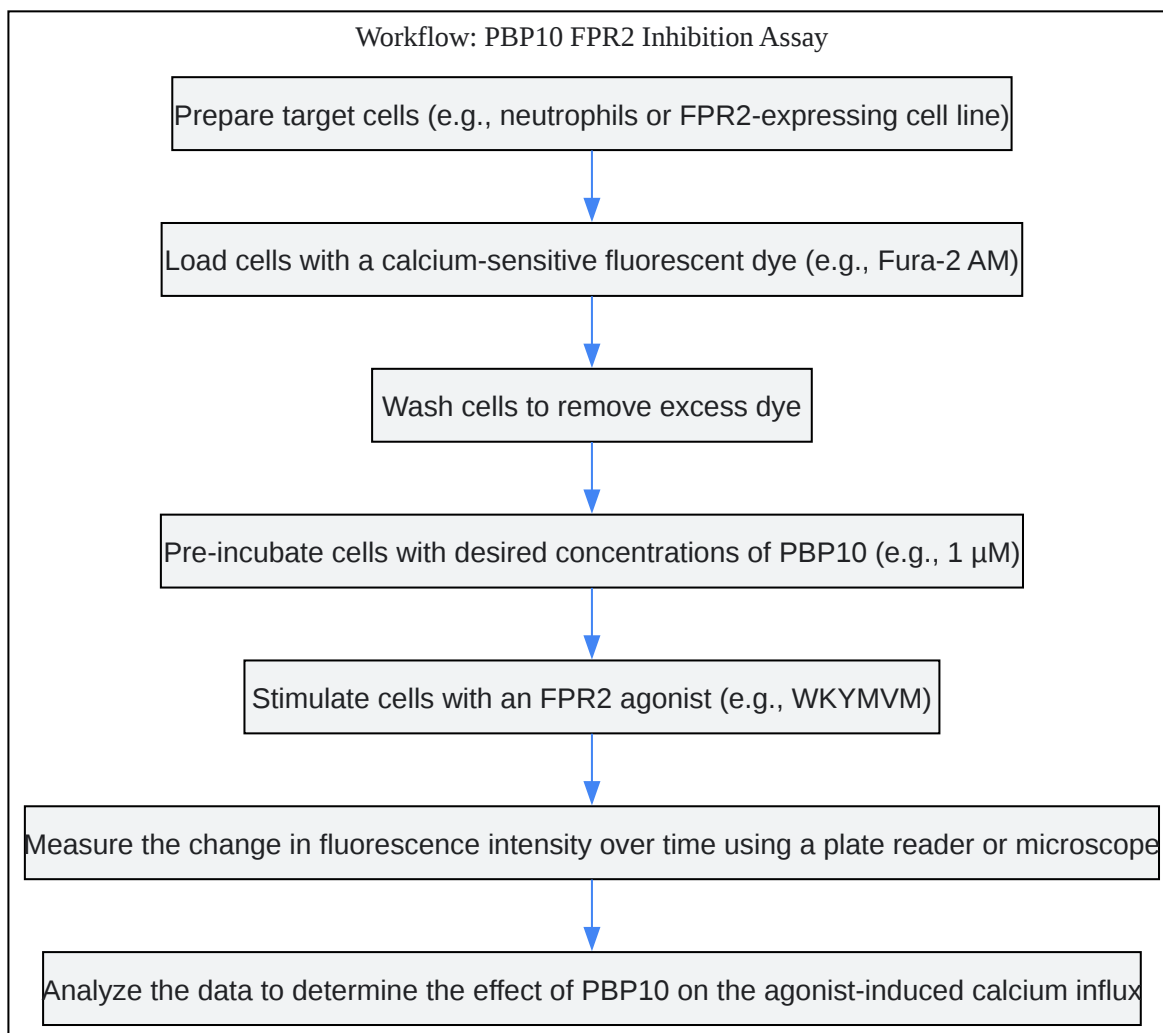 Workflow: PBP10 FPR2 Inhibition Assay
Prepare target cells (e.g., neutrophils or FPR2-expressing cell line)
Load cells with a calcium-sensitive fluorescent dye (e.g., Fura-2 AM)
Wash cells to remove excess dye
Pre-incubate cells with desired concentrations of PBP10 (e.g., 1 µM)
Stimulate cells with an FPR2 agonist (e.g., WKYMVM)
Measure the change in fluorescence intensity over time using a plate reader or microscope
Analyze the data to determine the effect of PBP10 on the agonist-induced calcium influx